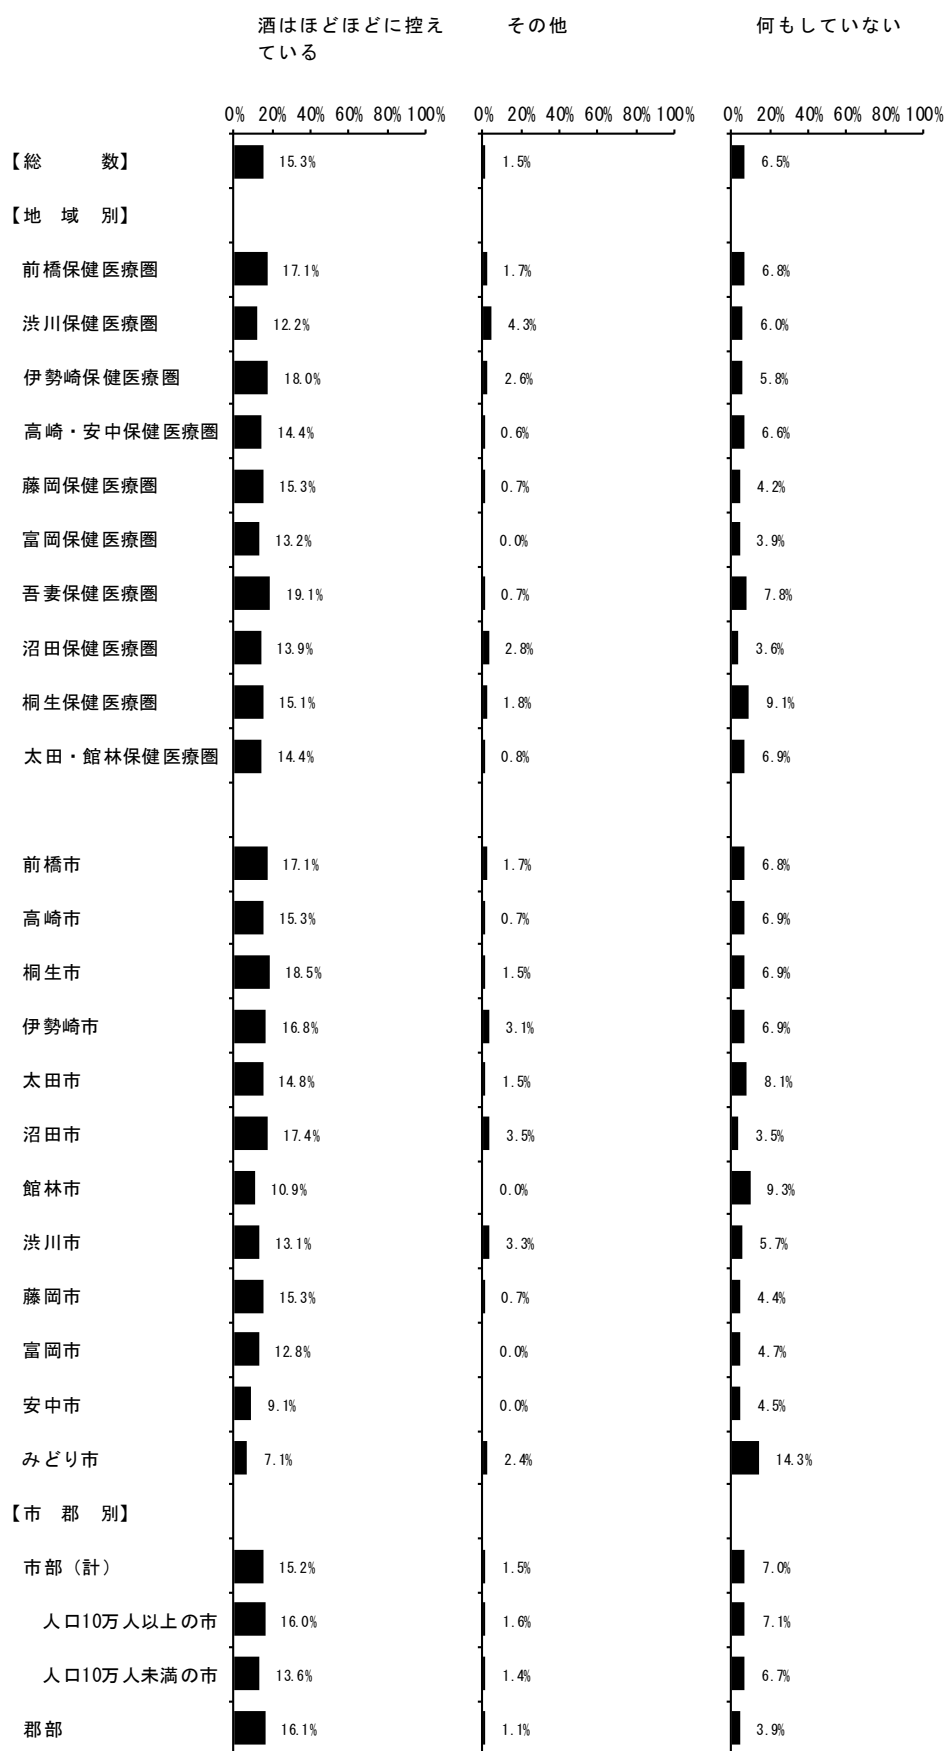 酒はほどほどに控え
ている
その他
何もしていない
0% 20% 40% 60% 80% 100% 0% 20% 40% 60% 80% 100% 0% 20% 40% 60% 80% 100%
【総　　　数】 15.3% 1.5% 6.5%
【地　域　別】
前橋保健医療圏 17.1% 1.7% 6.8%
渋川保健医療圏 12.2% 4.3% 6.0%
伊勢崎保健医療圏 18.0% 2.6% 5.8%
高崎・安中保健医療圏 14.4% 0.6% 6.6%
藤岡保健医療圏 15.3% 0.7% 4.2%
富岡保健医療圏 13.2% 0.0% 3.9%
吾妻保健医療圏 19.1% 0.7% 7.8%
沼田保健医療圏 13.9% 2.8% 3.6%
桐生保健医療圏 15.1% 1.8% 9.1%
太田・館林保健医療圏 14.4% 0.8% 6.9%
前橋市 17.1% 1.7% 6.8%
高崎市 15.3% 0.7% 6.9%
桐生市 18.5% 1.5% 6.9%
伊勢崎市 16.8% 3.1% 6.9%
太田市 14.8% 1.5% 8.1%
沼田市 17.4% 3.5% 3.5%
館林市 10.9% 0.0% 9.3%
渋川市 13.1% 3.3% 5.7%
藤岡市 15.3% 0.7% 4.4%
富岡市 12.8% 0.0% 4.7%
安中市 9.1% 0.0% 4.5%
みどり市 7.1% 2.4% 14.3%
【市　郡　別】
市部（計） 15.2% 1.5% 7.0%
人口10万人以上の市 16.0% 1.6% 7.1%
人口10万人未満の市 13.6% 1.4% 6.7%
郡部 16.1% 1.1% 3.9%